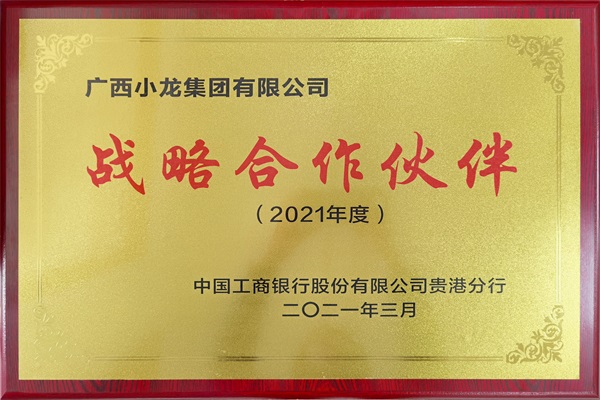 广西小龙集团有限公司
战略合作伙伴
（2021年度）
中国工商银行股份有限公司贵港分行
二〇二一年三月